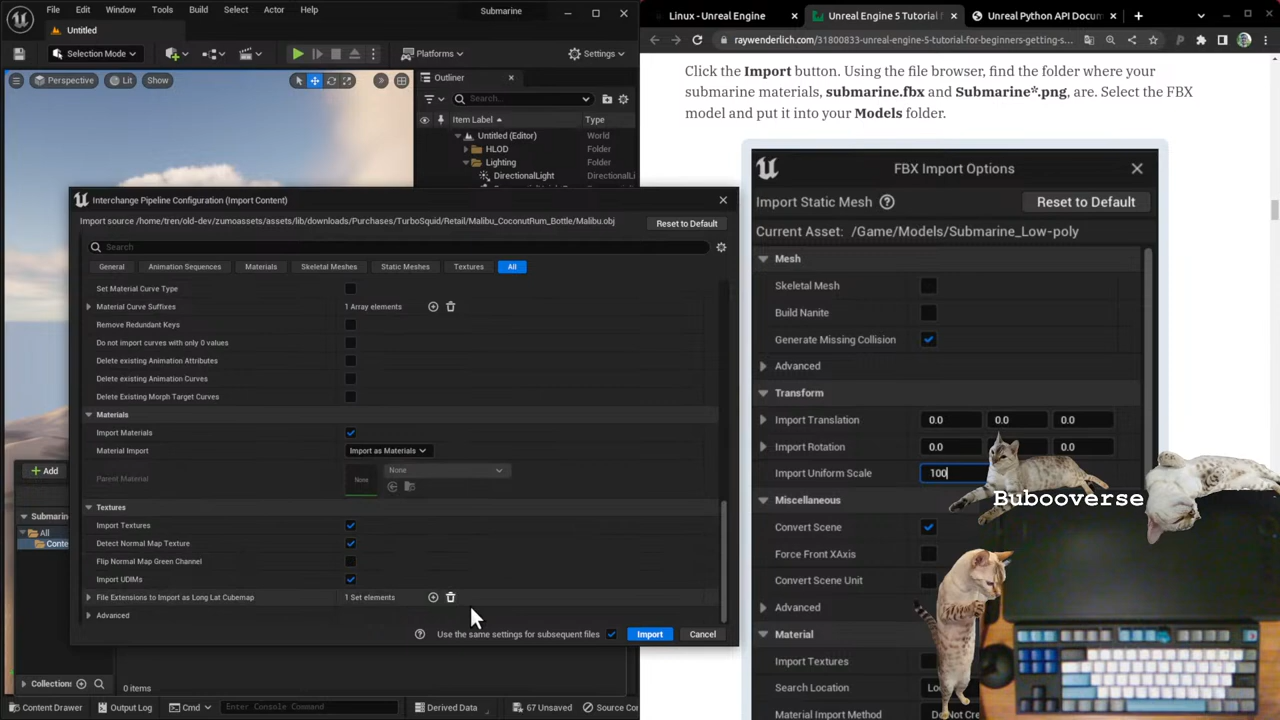 File
Edit
Window
Tools
Build
Select
Actor
Help
Submarine
Untitled
Selection Mode
Platforms
Settings
Perspective
Lit
Show
Outliner
Search...
Item Label
Type
Untitled (Editor)
World
HLOD
Folder
Lighting
Folder
DirectionalLight
DirectionalLi
Interchange Pipeline Configuration (Import Content)
Import source /home/tren/old-dev/zumoassets/assets/lib/downloads/Purchases/TurboSquid/Retail/Malibu_CoconutRum_Bottle/Malibu.obj
Reset to Default
Search
General
Animation Sequences
Materials
Skeletal Meshes
Static Meshes
Textures
All
Set Material Curve Type
Material Curve Suffixes
1 Array elements
Remove Redundant Keys
Do not import curves with only 0 values
Delete existing Animation Attributes
Delete existing Animation Curves
Delete Existing Morph Target Curves
Materials
Import Materials
Material Import
Import as Materials
Parent Material
None
None
Textures
Import Textures
Detect Normal Map Texture
Flip Normal Map Green Channel
Import UDIMs
File Extensions to Import as Long Lat Cubemap
1 Set elements
Advanced
Use the same settings for subsequent files
Import
Cancel
Add
Submarin
All
Conte
Collections
0 items
Content Drawer
Output Log
Cmd
Enter Console Command
Derived Data
67 Unsaved
Source Co
Linux - Unreal Engine
Unreal Engine 5 Tutorial f
Unreal Python API Docum
raywenderlich.com/31800833-unreal-engine-5-tutorial-for-beginners-getting-s...
Click the Import button. Using the file browser, find the folder where your
submarine materials, submarine.fbx and Submarine*.png, are. Select the FBX
model and put it into your Models folder.
FBX Import Options
Import Static Mesh
Reset to Default
Current Asset: /Game/Models/Submarine_Low-poly
Mesh
Skeletal Mesh
Build Nanite
Generate Missing Collision
Advanced
Transform
Import Translation
0.0
0.0
0.0
Import Rotation
0.0
0.0
0.0
Import Uniform Scale
100
Miscellaneous
Bubooverse
Convert Scene
Force Front XAxis
Convert Scene Unit
Advanced
Material
Import Textures
Search Location
Lo
Material Import Method
Do Not Cre